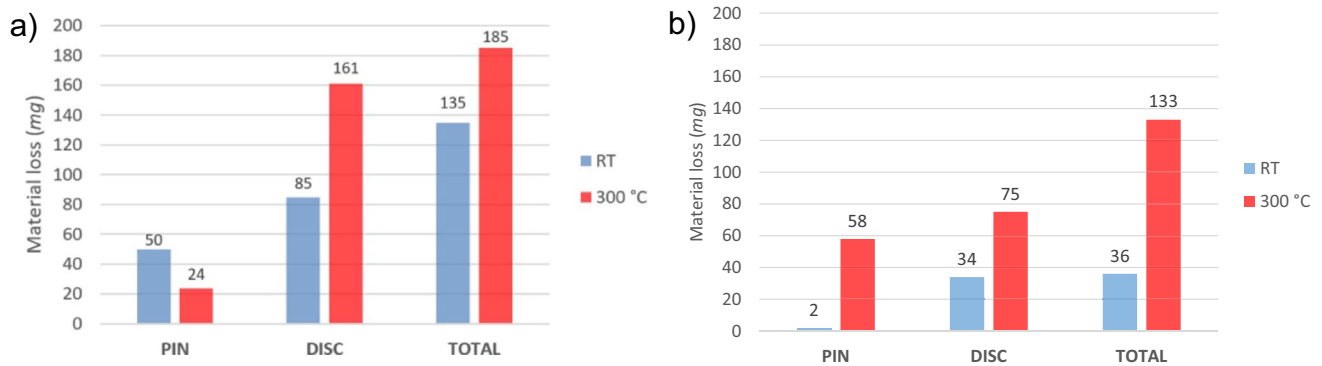 a)
Material loss (mg)
200
180
160
140
120
100
80
60
40
20
0
50
24
85
161
135
185
PIN
DISC
TOTAL
RT
300 °C
b)
Material loss (mg)
200
180
160
140
120
100
80
60
40
20
0
2
58
34
75
36
133
PIN
DISC
TOTAL
RT
300 °C